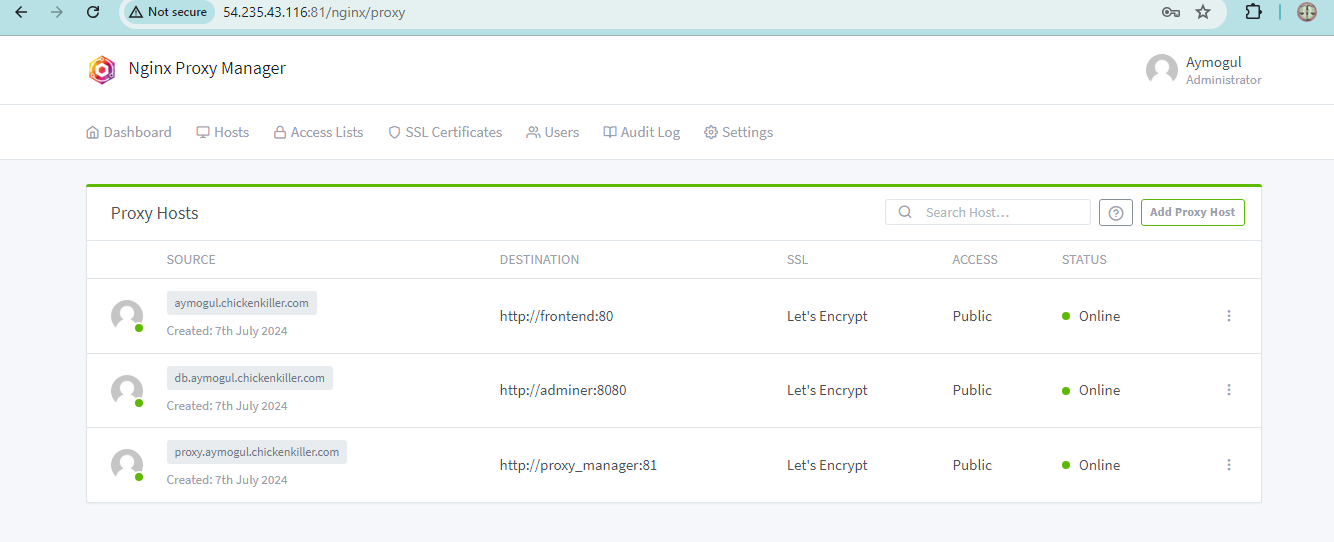 Not secure 54.235.43.116:81/nginx/proxy
Nginx Proxy Manager
Aymogul
Administrator
Dashboard Hosts Access Lists SSL Certificates Users Audit Log Settings
Proxy Hosts Search Host... Add Proxy Host
SOURCE DESTINATION SSL ACCESS STATUS
aymogul.chickenkiller.com
Created: 7th July 2024
http://frontend:80 Let's Encrypt Public Online
db.aymogul.chickenkiller.com
Created: 7th July 2024
http://adminer:8080 Let's Encrypt Public Online
proxy.aymogul.chickenkiller.com
Created: 7th July 2024
http://proxy_manager:81 Let's Encrypt Public Online